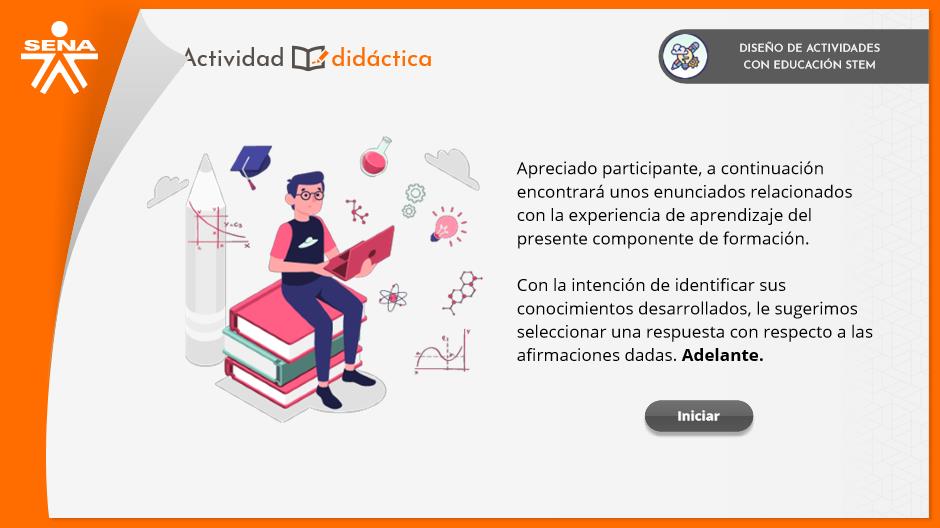 SENA
Actividad didáctica
DISEÑO DE ACTIVIDADES
CON EDUCACIÓN STEM
Apreciado participante, a continuación
encontrará unos enunciados relacionados
con la experiencia de aprendizaje del
presente componente de formación.
Con la intención de identificar sus
conocimientos desarrollados, le sugerimos
seleccionar una respuesta con respecto a las
afirmaciones dadas. Adelante.
Iniciar